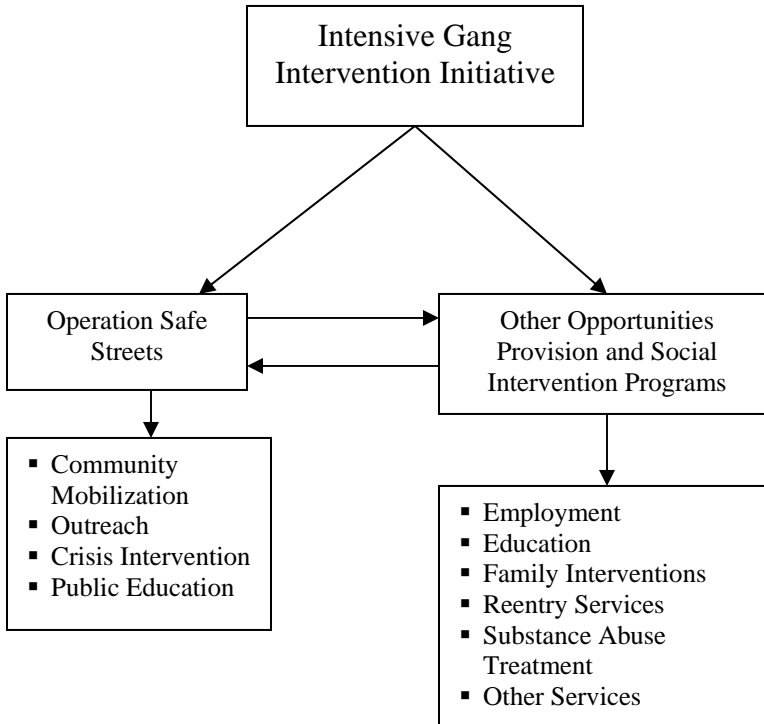 Intensive Gang
Intervention Initiative
Operation Safe
Streets
Other Opportunities
Provision and Social
Intervention Programs
▪ Community
Mobilization
▪ Outreach
▪ Crisis Intervention
▪ Public Education
▪ Employment
▪ Education
▪ Family Interventions
▪ Reentry Services
▪ Substance Abuse
Treatment
▪ Other Services